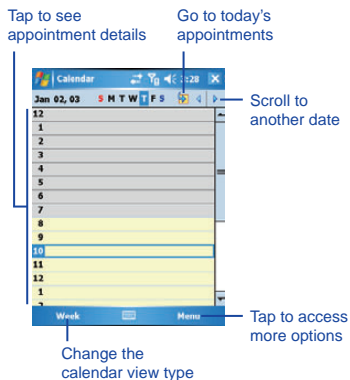 Tap to see
appointment details
Go to today's
appointments
Calendar
2:28
Jan 02, 03 S M T W T F S
12
1
2
3
4
5
6
7
8
9
10
11
12
1
Scroll to
another date
Week Menu
Tap to access
more options
Change the
calendar view type